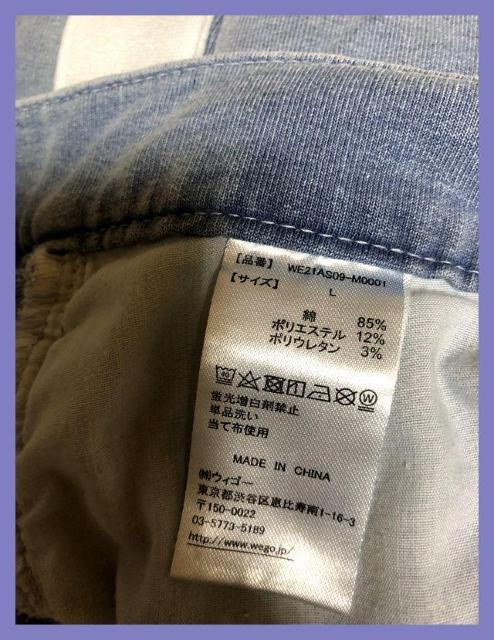 【品番】 WE21AS09-M0001
【サイズ】 L
綿 85%
ポリエステル 12%
ポリウレタン 3%
蛍光増白剤禁止
単品洗い
当て布使用
MADE IN CHINA
㈱ウィゴー
東京都渋谷区恵比寿南1-16-3
〒150-0022
03-5773-5189
http://www.wego.jp/